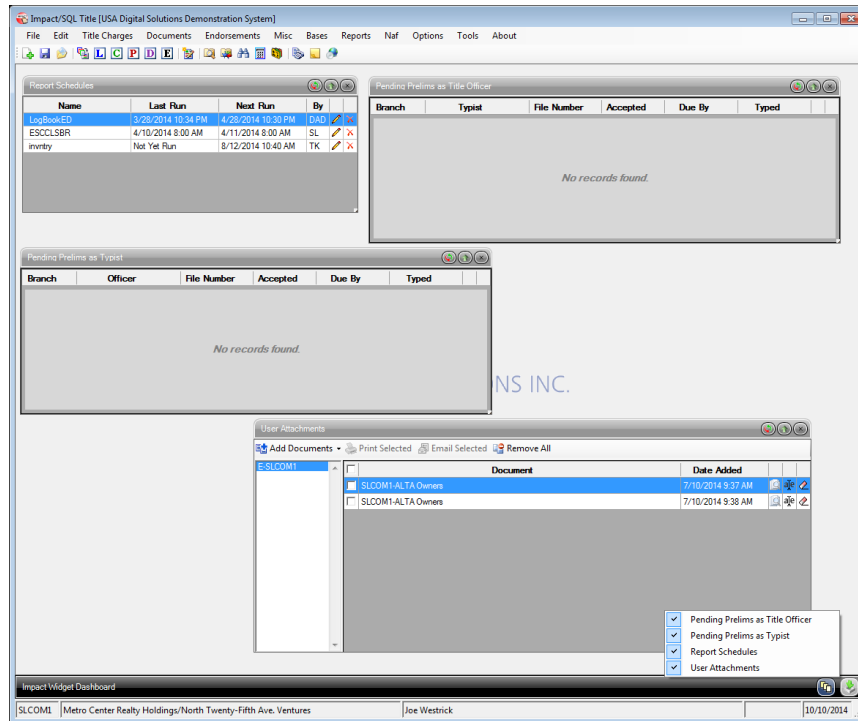 Impact/SQL Title [USA Digital Solutions Demonstration System]
File Edit Title Charges Documents Endorsements Misc Bases Reports Naf Options Tools About
L C P D E
Report Schedules
Name Last Run Next Run By
LogBookED 3/28/2014 10:34 PM 4/28/2014 10:30 PM DAD
ESCCLSBR 4/10/2014 8:00 AM 4/11/2014 8:00 AM SL
invntry Not Yet Run 8/12/2014 10:40 AM TK
Pending Prelims as Title Officer
Branch Typist File Number Accepted Due By Typed
No records found.
Pending Prelims as Typist
Branch Officer File Number Accepted Due By Typed
No records found.
NS INC.
User Attachments
Add Documents Print Selected Email Selected Remove All
E-SLCOM1
Document Date Added
SLCOM1-ALTA Owners 7/10/2014 9:37 AM
SLCOM1-ALTA Owners 7/10/2014 9:38 AM
Pending Prelims as Title Officer
Pending Prelims as Typist
Report Schedules
User Attachments
Impact Widget Dashboard
SLCOM1 Metro Center Realty Holdings/North Twenty-Fifth Ave. Ventures Joe Westrick 10/10/2014